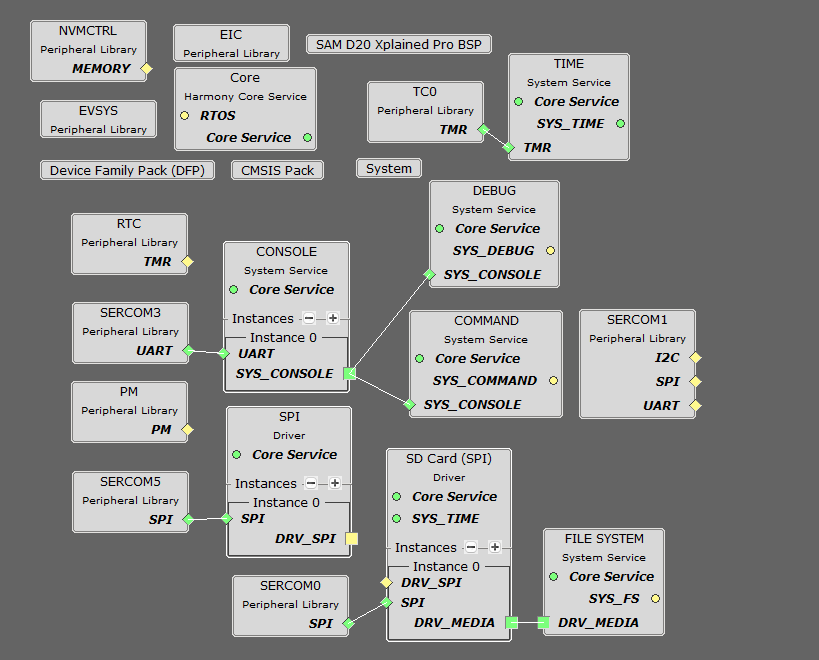 NVMCTRL
Peripheral Library
MEMORY
EIC
Peripheral Library
SAM D20 Xplained Pro BSP
Core
Harmony Core Service
RTOS
Core Service
TC0
Peripheral Library
TMR
TIME
System Service
Core Service
SYS_TIME
TMR
EVSYS
Peripheral Library
Device Family Pack (DFP)
CMSIS Pack
System
DEBUG
System Service
Core Service
SYS_DEBUG
SYS_CONSOLE
RTC
Peripheral Library
TMR
CONSOLE
System Service
Core Service
Instances
Instance 0
UART
SYS_CONSOLE
SERCOM3
Peripheral Library
UART
COMMAND
System Service
Core Service
SYS_COMMAND
SYS_CONSOLE
SERCOM1
Peripheral Library
I2C
SPI
UART
PM
Peripheral Library
PM
SPI
Driver
Core Service
Instances
Instance 0
SPI
DRV_SPI
SERCOM5
Peripheral Library
SPI
SD Card (SPI)
Driver
Core Service
SYS_TIME
Instances
Instance 0
DRV_SPI
SPI
DRV_MEDIA
FILE SYSTEM
System Service
Core Service
SYS_FS
DRV_MEDIA
SERCOM0
Peripheral Library
SPI